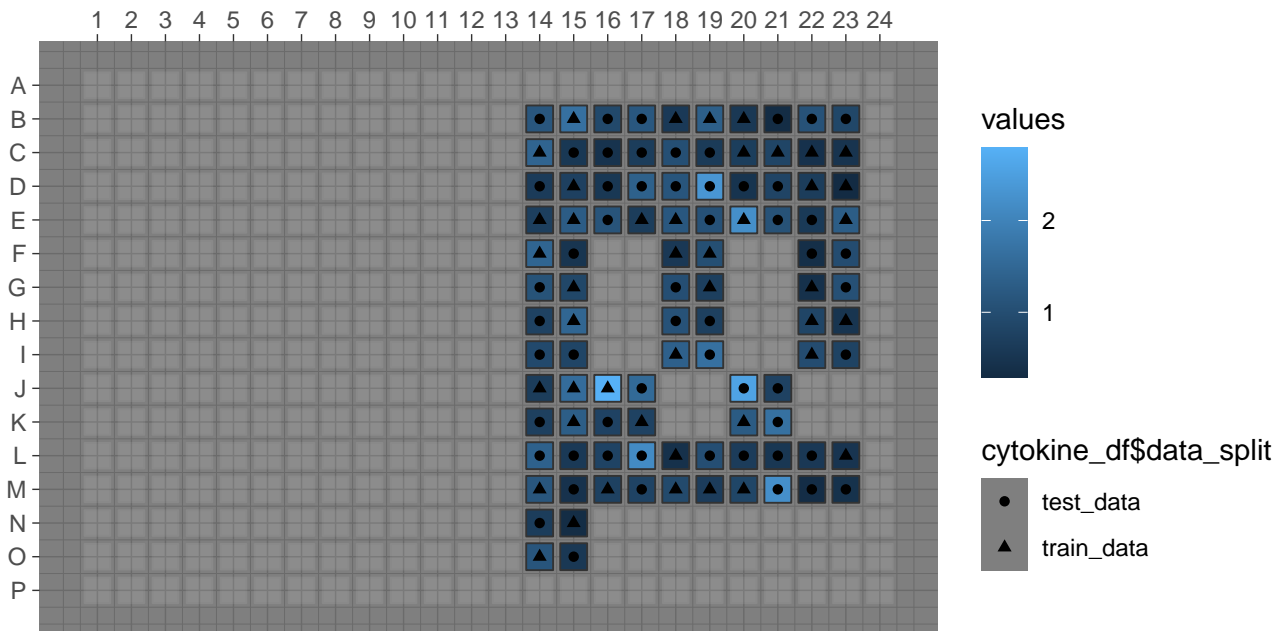 1 2 3 4 5 6 7 8 9 10 11 12 13 14 15 16 17 18 19 20 21 22 23 24
A
B
C
D
E
F
G
H
I
J
K
L
M
N
O
P
values
2
1
cytokine_df$data_split
test_data
train_data